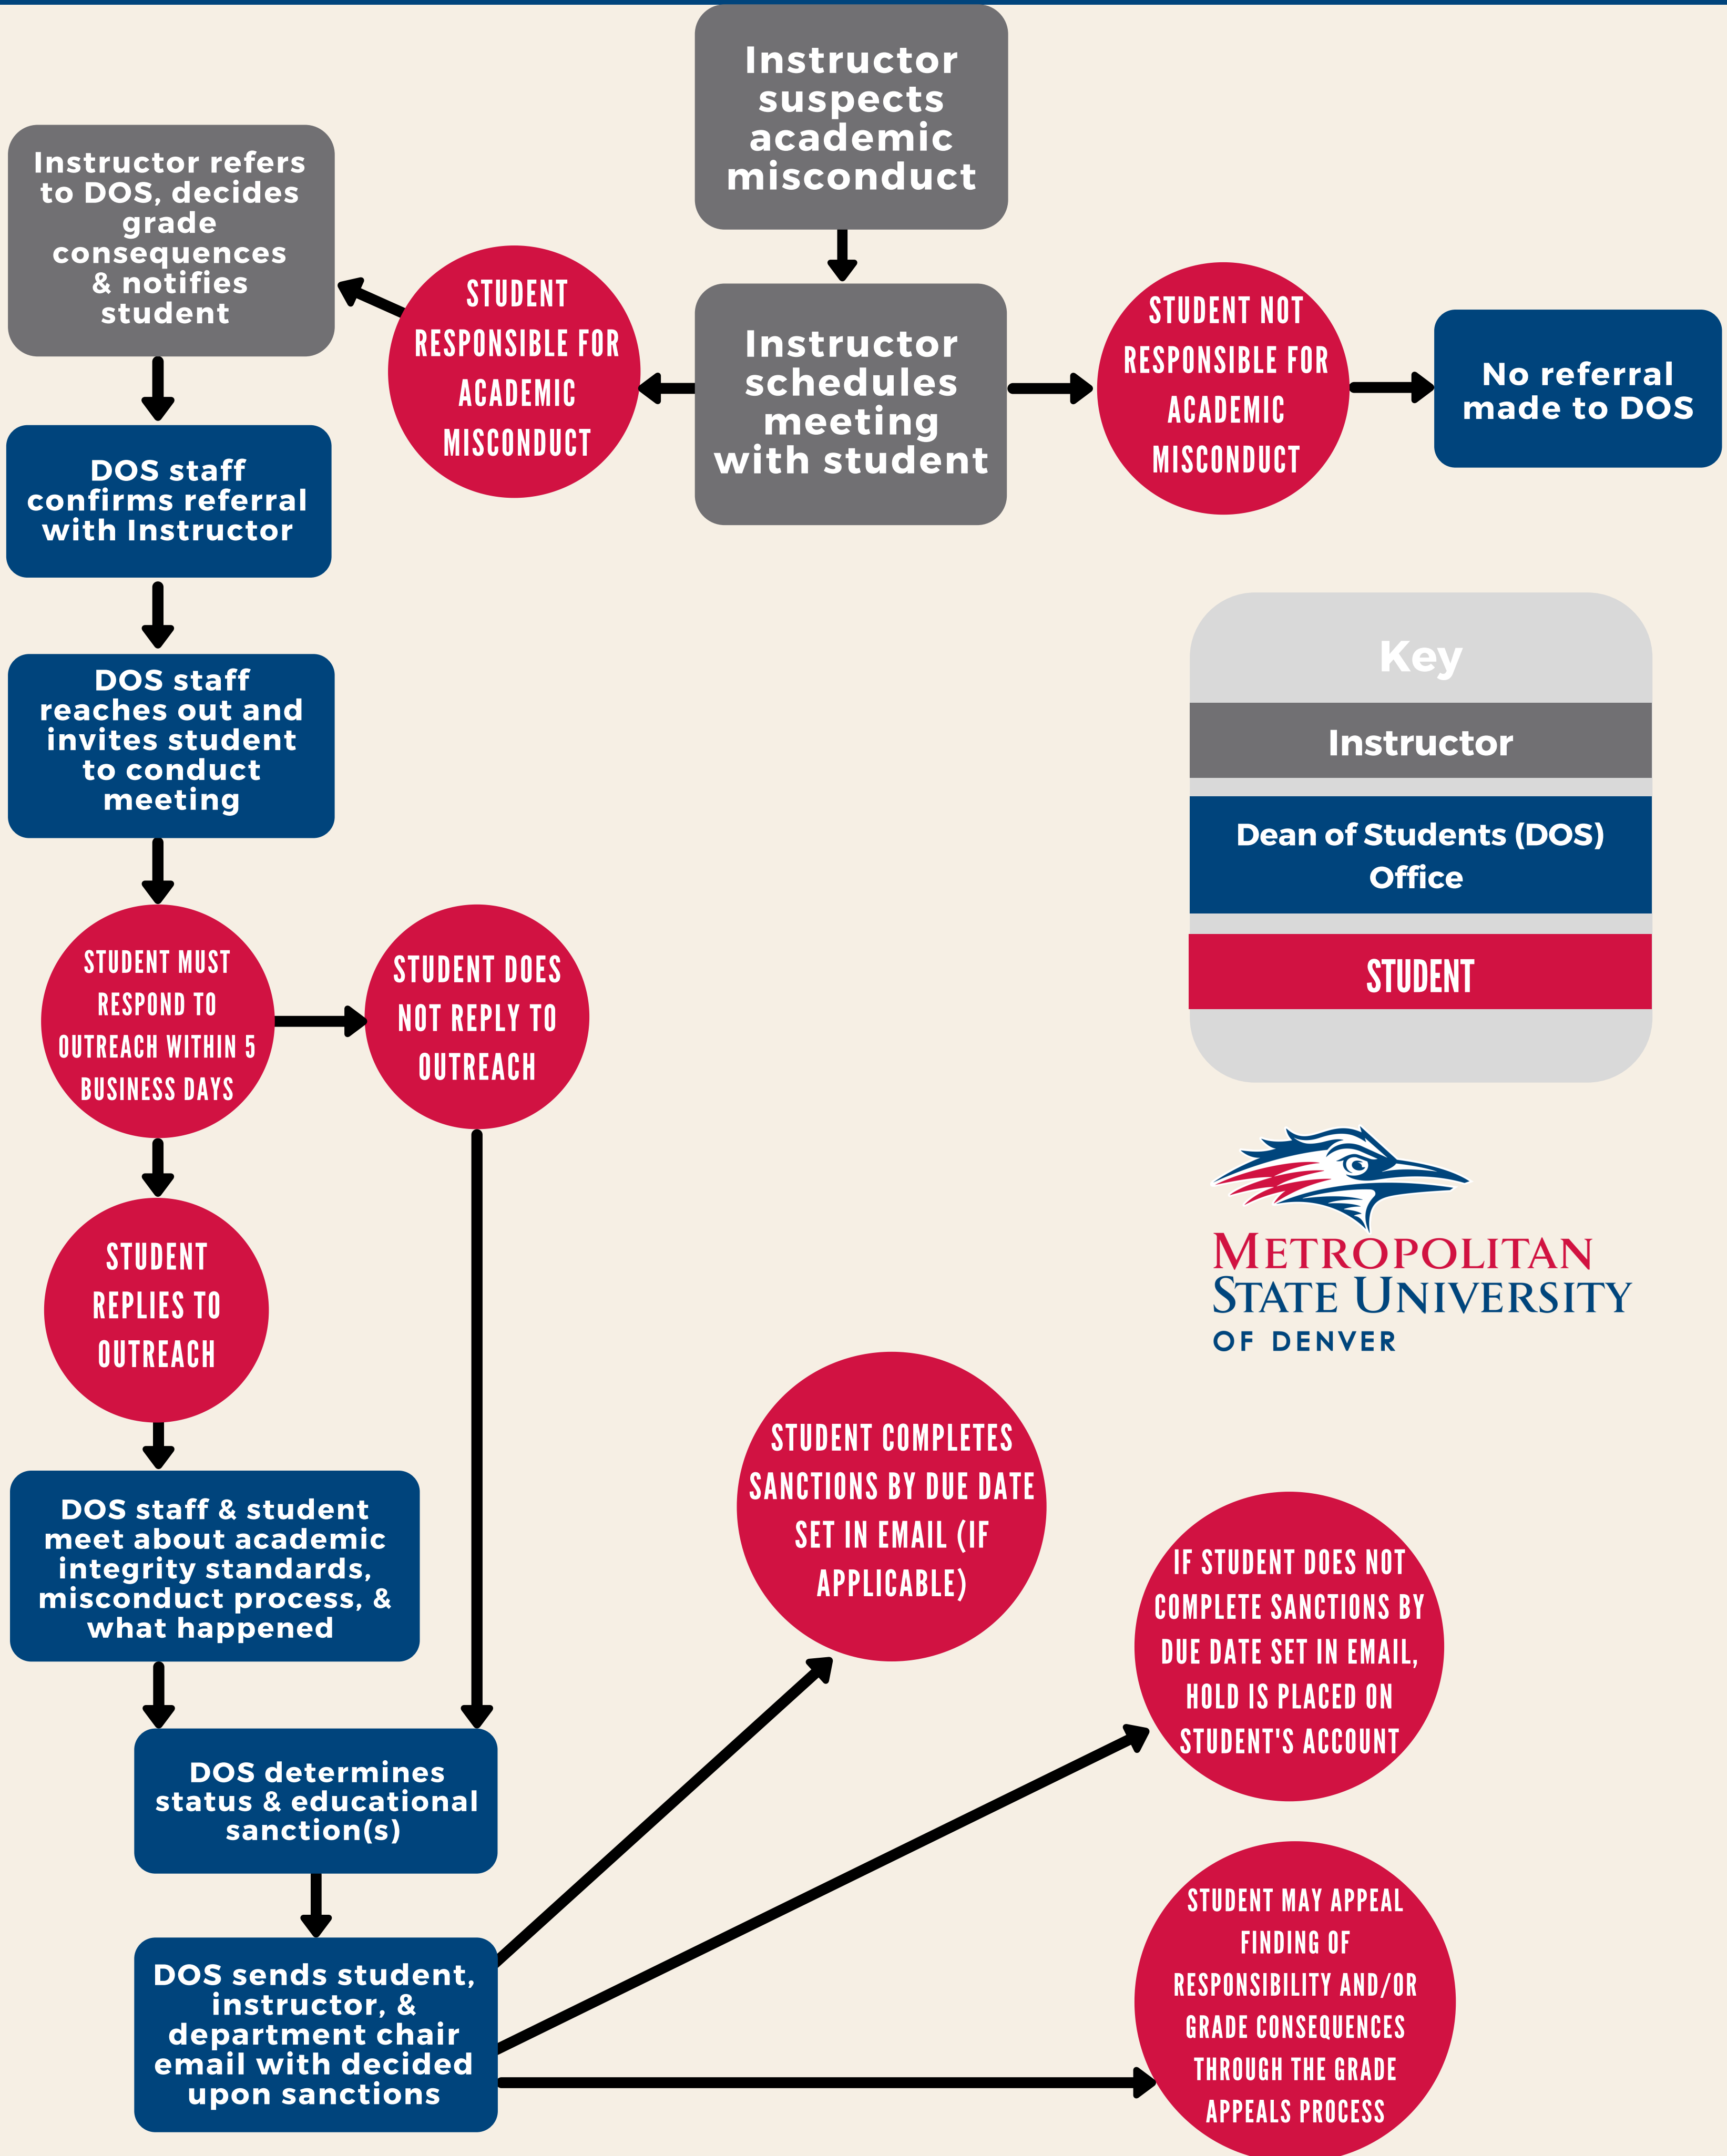 Instructor
suspects
academic
misconduct
Instructor refers
to DOS, decides
grade
consequences
& notifies
student
STUDENT
RESPONSIBLE FOR
ACADEMIC
MISCONDUCT
Instructor
schedules
meeting
with student
STUDENT NOT
RESPONSIBLE FOR
ACADEMIC
MISCONDUCT
No referral
made to DOS
DOS staff
confirms referral
with Instructor
DOS staff
reaches out and
invites student
to conduct
meeting
Key
Instructor
Dean of Students (DOS)
Office
STUDENT
STUDENT MUST
RESPOND TO
OUTREACH WITHIN 5
BUSINESS DAYS
STUDENT DOES
NOT REPLY TO
OUTREACH
STUDENT
REPLIES TO
OUTREACH
METROPOLITAN
STATE UNIVERSITY
OF DENVER
DOS staff & student
meet about academic
integrity standards,
misconduct process, &
what happened
STUDENT COMPLETES
SANCTIONS BY DUE DATE
SET IN EMAIL (IF
APPLICABLE)
IF STUDENT DOES NOT
COMPLETE SANCTIONS BY
DUE DATE SET IN EMAIL,
HOLD IS PLACED ON
STUDENT'S ACCOUNT
DOS determines
status & educational
sanction(s)
DOS sends student,
instructor, &
department chair
email with decided
upon sanctions
STUDENT MAY APPEAL
FINDING OF
RESPONSIBILITY AND/OR
GRADE CONSEQUENCES
THROUGH THE GRADE
APPEALS PROCESS